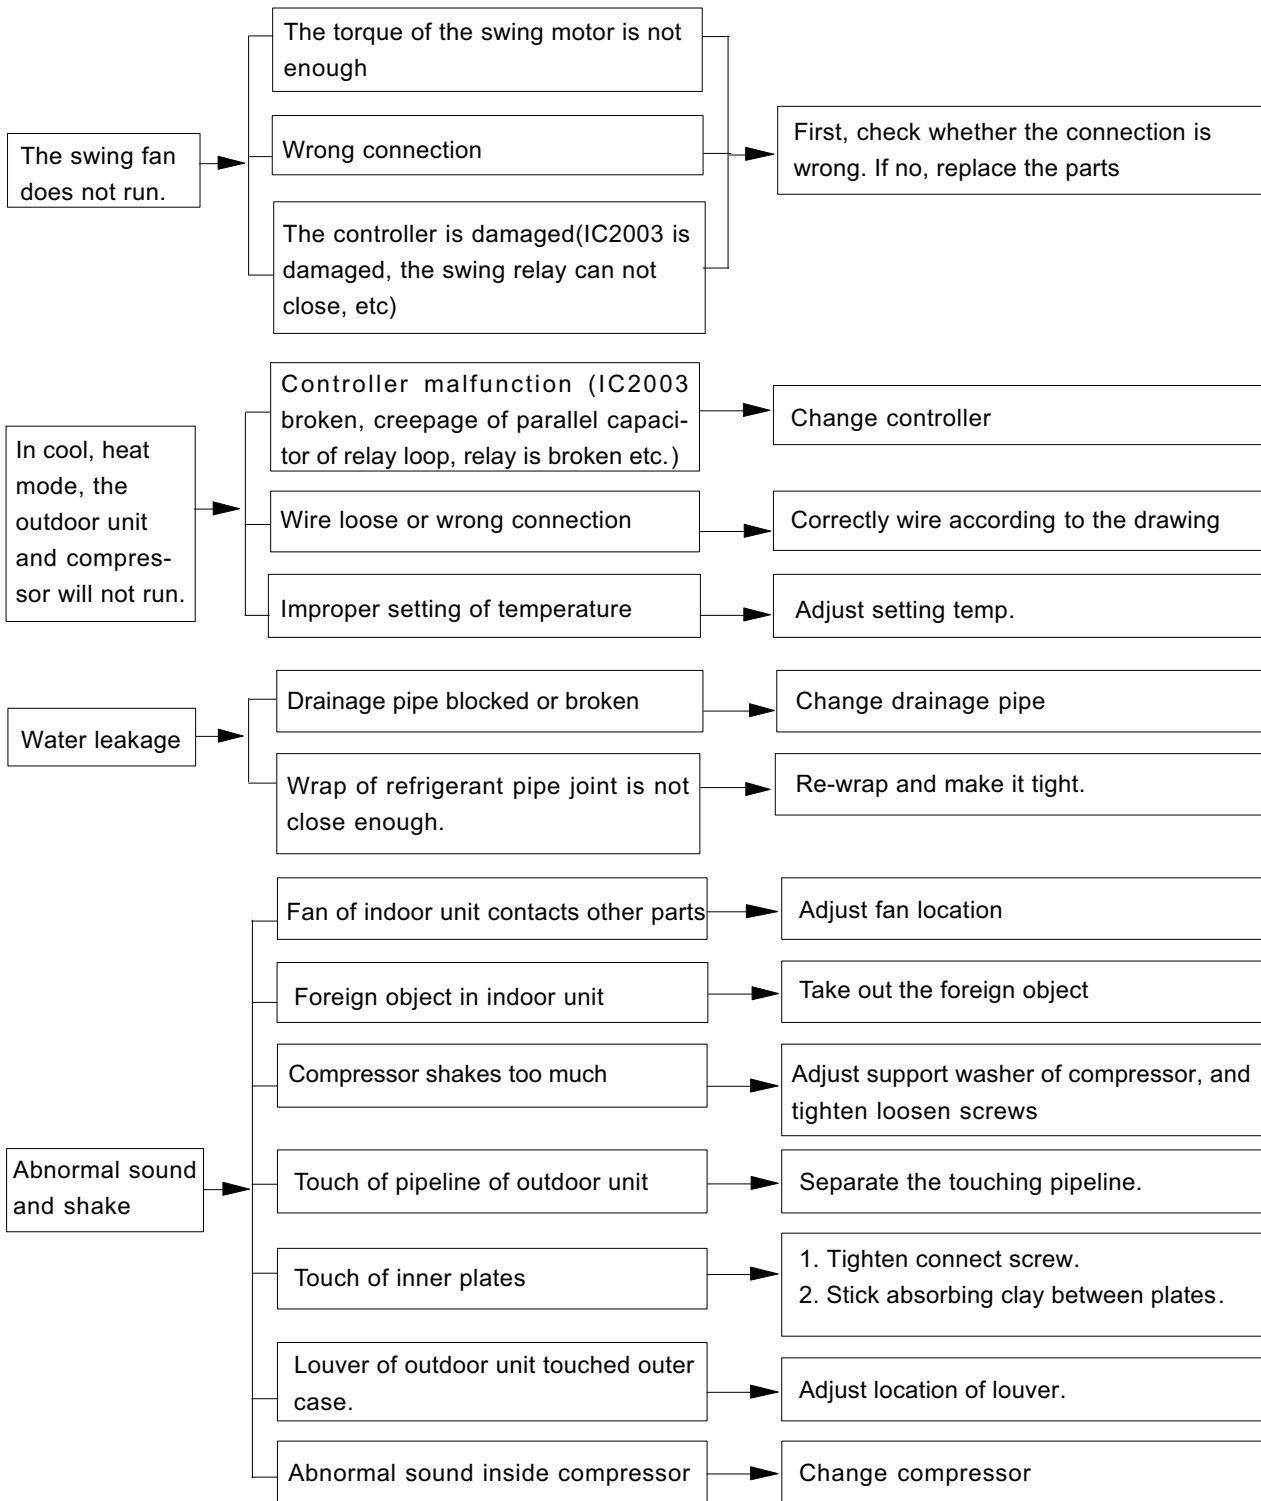 The torque of the swing motor is not
enough
The swing fan
does not run.
Wrong connection
First, check whether the connection is
wrong. If no, replace the parts
The controller is damaged(IC2003 is
damaged, the swing relay can not
close, etc)
In cool, heat
mode, the
outdoor unit
and compres-
sor will not run.
Controller malfunction (IC2003
broken, creepage of parallel capaci-
tor of relay loop, relay is broken etc.)
Change controller
Wire loose or wrong connection
Correctly wire according to the drawing
Improper setting of temperature
Adjust setting temp.
Water leakage
Drainage pipe blocked or broken
Change drainage pipe
Wrap of refrigerant pipe joint is not
close enough.
Re-wrap and make it tight.
Abnormal sound
and shake
Fan of indoor unit contacts other parts
Adjust fan location
Foreign object in indoor unit
Take out the foreign object
Compressor shakes too much
Adjust support washer of compressor, and
tighten loosen screws
Touch of pipeline of outdoor unit
Separate the touching pipeline.
Touch of inner plates
1. Tighten connect screw.
2. Stick absorbing clay between plates.
Louver of outdoor unit touched outer
case.
Adjust location of louver.
Abnormal sound inside compressor
Change compressor